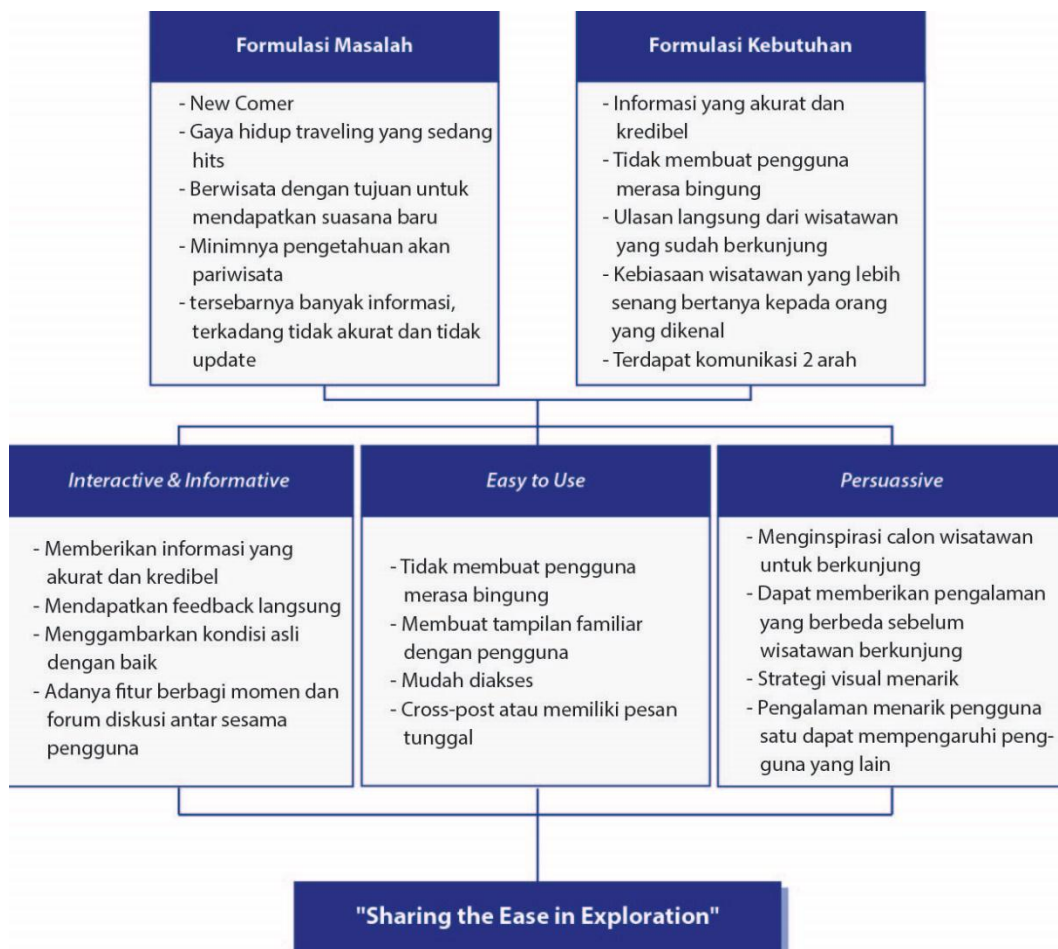 Formulasi Masalah
- New Comer
- Gaya hidup traveling yang sedang
hits
- Berwisata dengan tujuan untuk
mendapatkan suasana baru
- Minimnya pengetahuan akan
pariwisata
- tersebarnya banyak informasi,
terkadang tidak akurat dan tidak
update
Formulasi Kebutuhan
- Informasi yang akurat dan
kredibel
- Tidak membuat pengguna
merasa bingung
- Ulasan langsung dari wisatawan
yang sudah berkunjung
- Kebiasaan wisatawan yang lebih
senang bertanya kepada orang
yang dikenal
- Terdapat komunikasi 2 arah
Interactive & Informative
- Memberikan informasi yang
akurat dan kredibel
- Mendapatkan feedback langsung
- Menggambarkan kondisi asli
dengan baik
- Adanya fitur berbagi momen dan
forum diskusi antar sesama
pengguna
Easy to Use
- Tidak membuat pengguna
merasa bingung
- Membuat tampilan familiar
dengan pengguna
- Mudah diakses
- Cross-post atau memiliki pesan
tunggal
Persuassive
- Menginspirasi calon wisatawan
untuk berkunjung
- Dapat memberikan pengalaman
yang berbeda sebelum
wisatawan berkunjung
- Strategi visual menarik
- Pengalaman menarik pengguna
satu dapat mempengaruhi peng-
guna yang lain
"Sharing the Ease in Exploration"